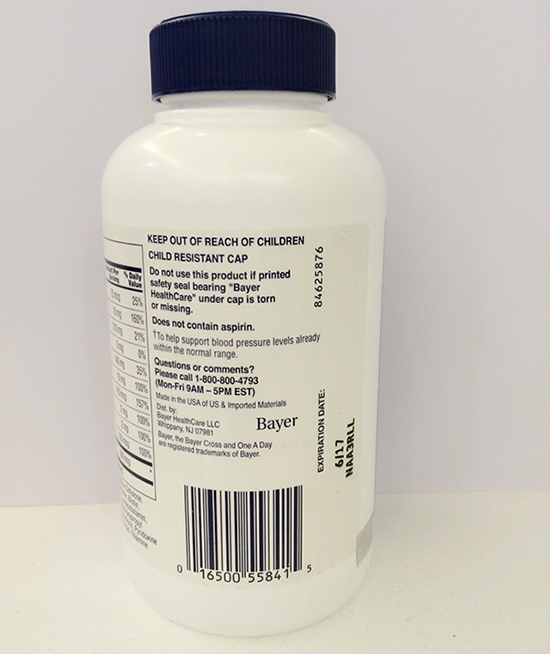 KEEP OUT OF REACH OF CHILDREN
CHILD RESISTANT CAP
Do not use this product if printed
safety seal bearing "Bayer
HealthCare" under cap is torn
or missing.
Does not contain aspirin.
†To help support blood pressure levels already
within the normal range.
Questions or comments?
Please call 1-800-800-4793
(Mon-Fri 9AM – 5PM EST)
Made in the USA of US & Imported Materials
Dist. by:
Bayer HealthCare LLC
Whippany, NJ 07981
Bayer
Bayer, the Bayer Cross and One A Day
are registered trademarks of Bayer.
84625876
EXPIRATION DATE:
6/17
NAA3RLL
% Daily
Value
25%
160%
21%
0%
35%
100%
157%
100%
100%
100%
0 16500 55841 5